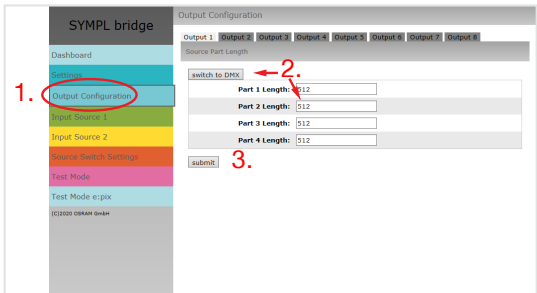 SYMPL bridge
Dashboard
Settings
1. Output Configuration
Input Source 1
Input Source 2
Source Switch Settings
Test Mode
Test Mode e:pix
(C)2020 OSRAM GmbH
Output Configuration
Output 1 Output 2 Output 3 Output 4 Output 5 Output 6 Output 7 Output 8
Source Part Length
switch to DMX 2.
Part 1 Length: 512
Part 2 Length: 512
Part 3 Length: 512
Part 4 Length: 512
submit 3.